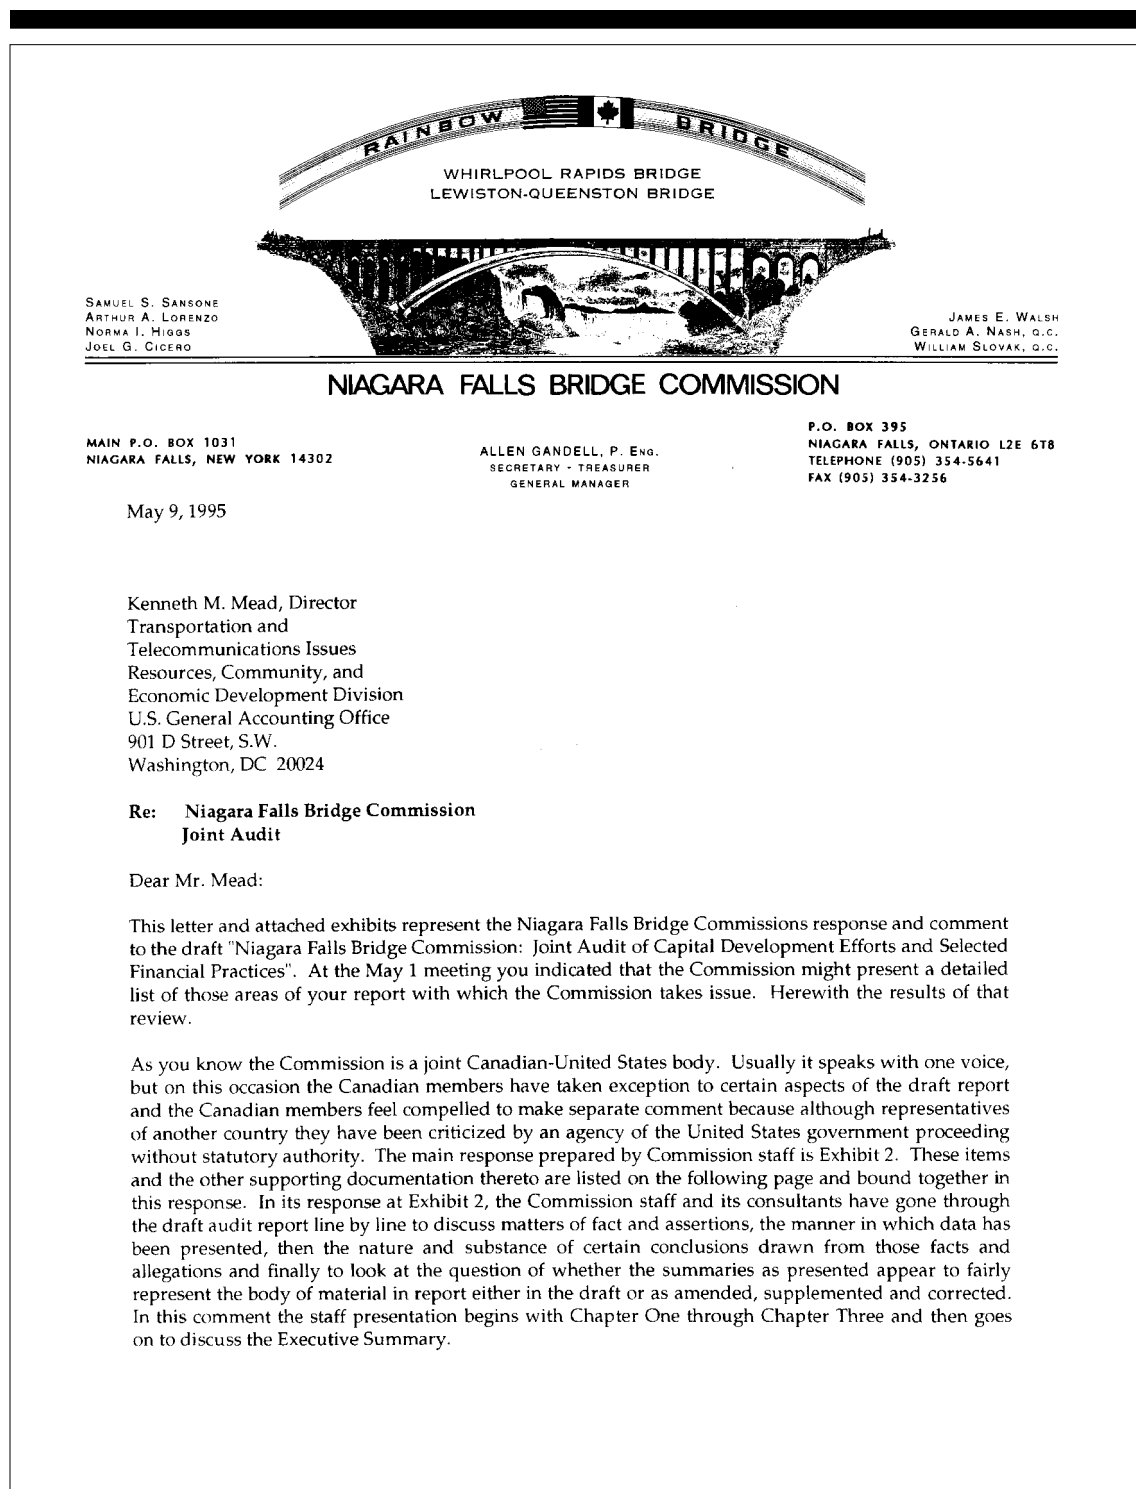 RAINBOW BRIDGE
WHIRLPOOL RAPIDS BRIDGE
LEWISTON-QUEENSTON BRIDGE
SAMUEL S. SANSONE
ARTHUR A. LORENZO
NORMA I. HIGGS
JOEL G. CICERO
JAMES E. WALSH
GERALD A. NASH, Q.C.
WILLIAM SLOVAK, Q.C.
NIAGARA FALLS BRIDGE COMMISSION
MAIN P.O. BOX 1031
NIAGARA FALLS, NEW YORK 14302
ALLEN GANDELL, P. ENG.
SECRETARY - TREASURER
GENERAL MANAGER
P.O. BOX 395
NIAGARA FALLS, ONTARIO L2E 6T8
TELEPHONE (905) 354-5641
FAX (905) 354-3256
May 9, 1995
Kenneth M. Mead, Director
Transportation and
Telecommunications Issues
Resources, Community, and
Economic Development Division
U.S. General Accounting Office
901 D Street, S.W.
Washington, DC 20024
Re: Niagara Falls Bridge Commission
Joint Audit
Dear Mr. Mead:
This letter and attached exhibits represent the Niagara Falls Bridge Commissions response and comment
to the draft "Niagara Falls Bridge Commission: Joint Audit of Capital Development Efforts and Selected
Financial Practices". At the May 1 meeting you indicated that the Commission might present a detailed
list of those areas of your report with which the Commission takes issue. Herewith the results of that
review.
As you know the Commission is a joint Canadian-United States body. Usually it speaks with one voice,
but on this occasion the Canadian members have taken exception to certain aspects of the draft report
and the Canadian members feel compelled to make separate comment because although representatives
of another country they have been criticized by an agency of the United States government proceeding
without statutory authority. The main response prepared by Commission staff is Exhibit 2. These items
and the other supporting documentation thereto are listed on the following page and bound together in
this response. In its response at Exhibit 2, the Commission staff and its consultants have gone through
the draft audit report line by line to discuss matters of fact and assertions, the manner in which data has
been presented, then the nature and substance of certain conclusions drawn from those facts and
allegations and finally to look at the question of whether the summaries as presented appear to fairly
represent the body of material in report either in the draft or as amended, supplemented and corrected.
In this comment the staff presentation begins with Chapter One through Chapter Three and then goes
on to discuss the Executive Summary.